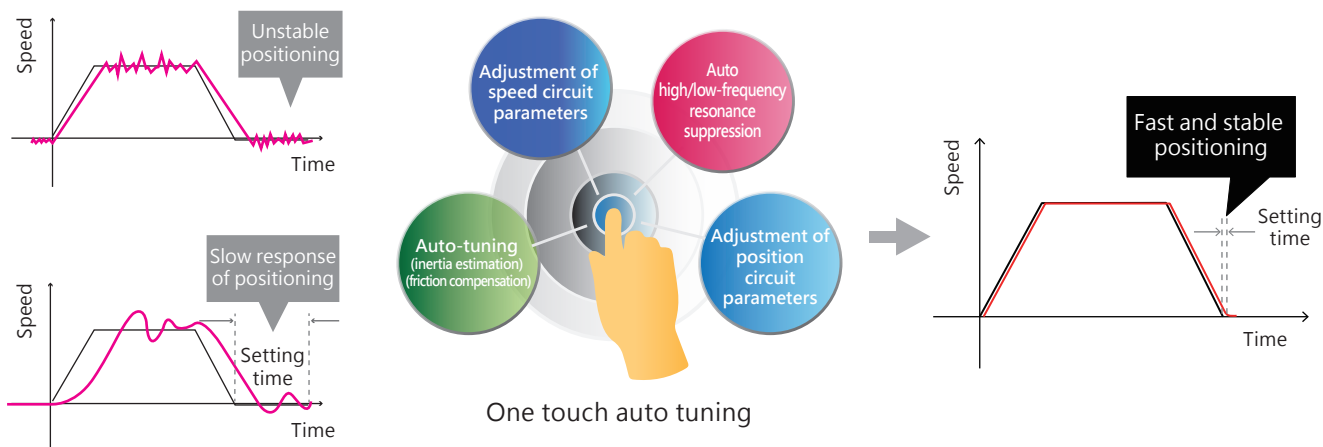 Speed
Unstable
positioning
Time
Speed
Slow response
of positioning
Setting
time
Time
Adjustment of
speed circuit
parameters
Auto
high/low-frequency
resonance
suppression
Auto-tuning
(inertia estimation)
(friction compensation)
Adjustment of
position
circuit
parameters
One touch auto tuning
Speed
Fast and stable
positioning
Setting
time
Time